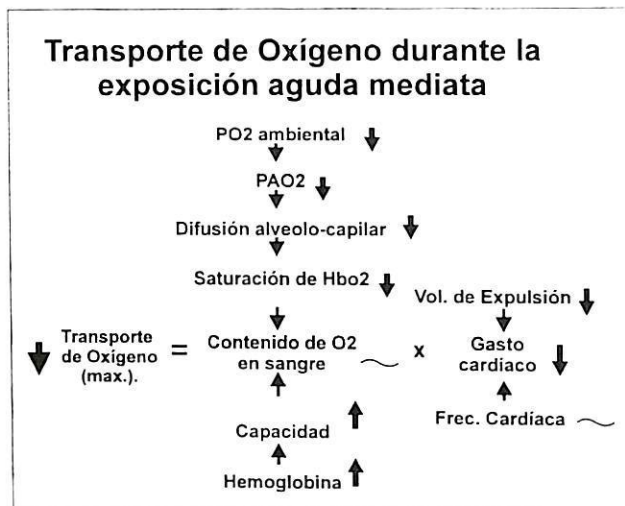 Transporte de Oxígeno durante la
exposición aguda mediata
PO2 ambiental
PAO2
Difusión alveolo-capilar
Saturación de Hbo2
Vol. de Expulsión
Transporte
de Oxígeno
(max.).
=
Contenido de O2
en sangre
x
Gasto
cardiaco
Capacidad
Frec. Cardíaca
Hemoglobina